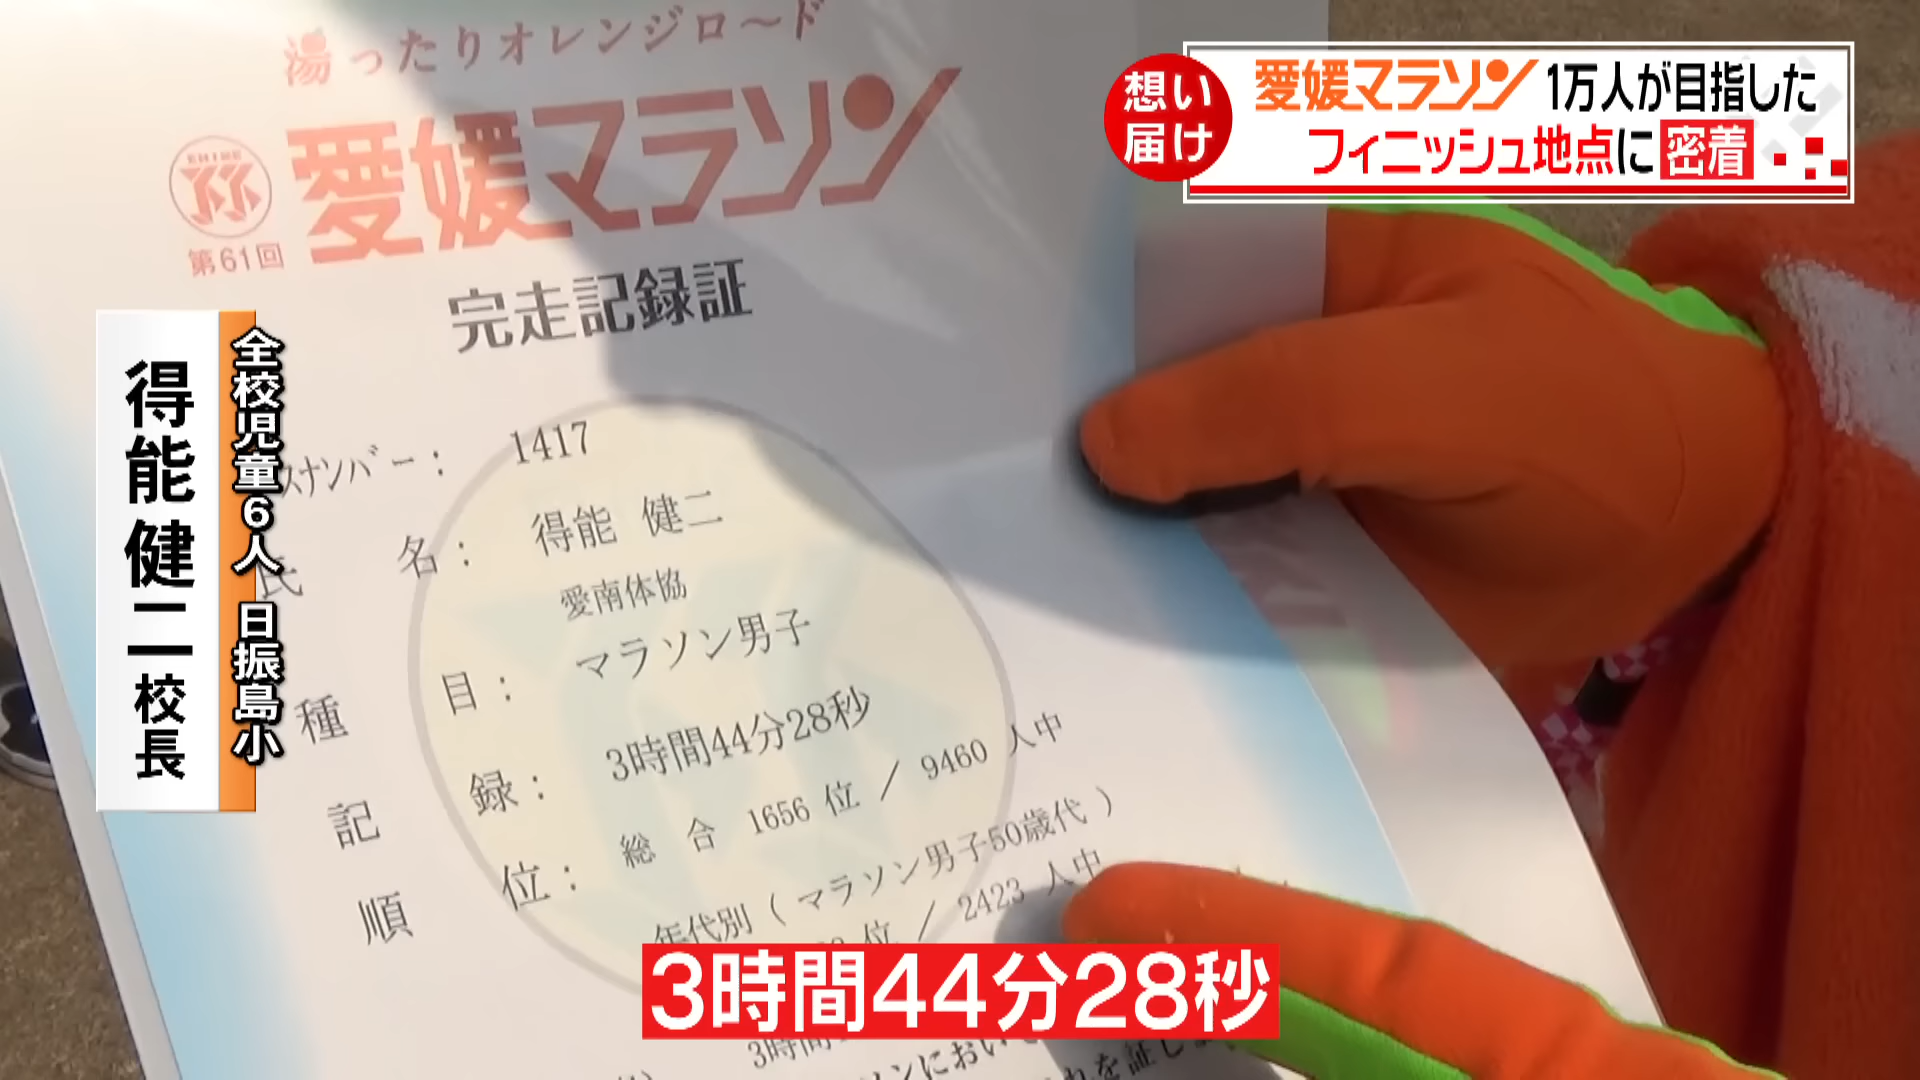 湯ったりオレンジロ〜ド
EHIME
第61回
愛媛マラソン
完走記録証
スナンバー： 1417
氏 名： 得能 健二
愛南体協
種 目： マラソン男子
記 録： 3時間44分28秒
順 位： 総 合 1656 位 ／ 9460 人中
年代別（マラソン男子50歳代）
位 ／ 2423 人中
3時間
想い
届け
愛媛マラソン 1万人が目指した
フィニッシュ地点に密着
全校児童6人 日振島小
得能健二校長
3時間44分28秒